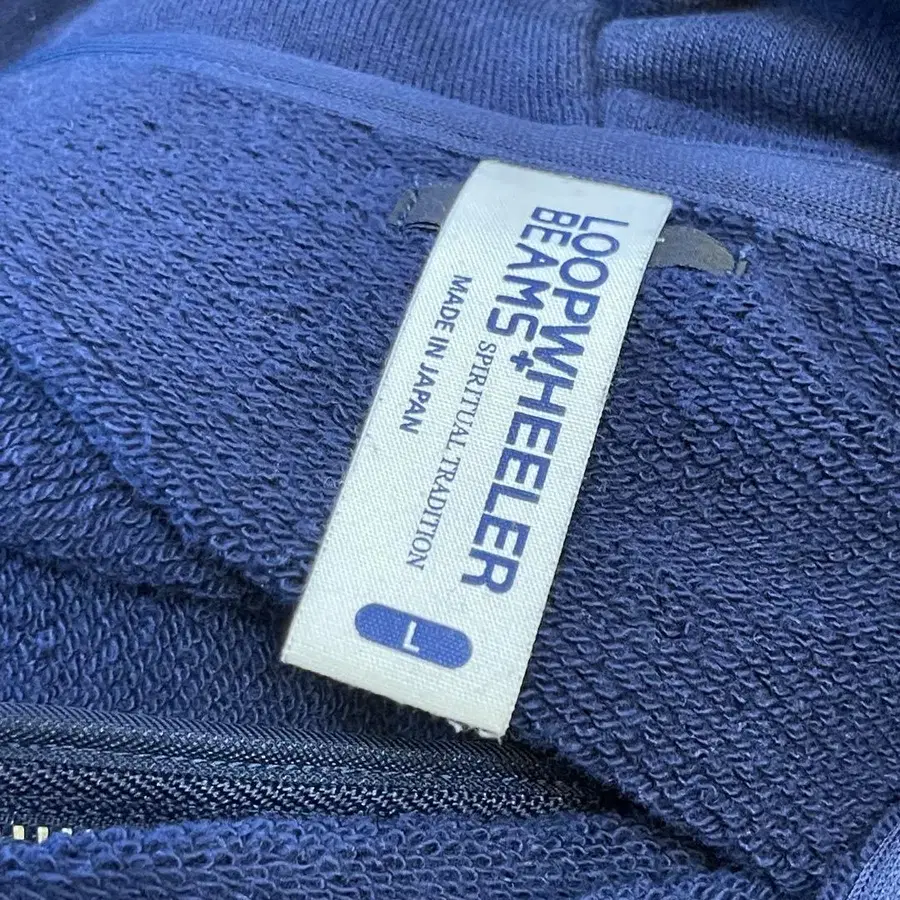 LOOPWHEELER
BEAMS+
SPIRITUAL TRADITION
MADE IN JAPAN
L